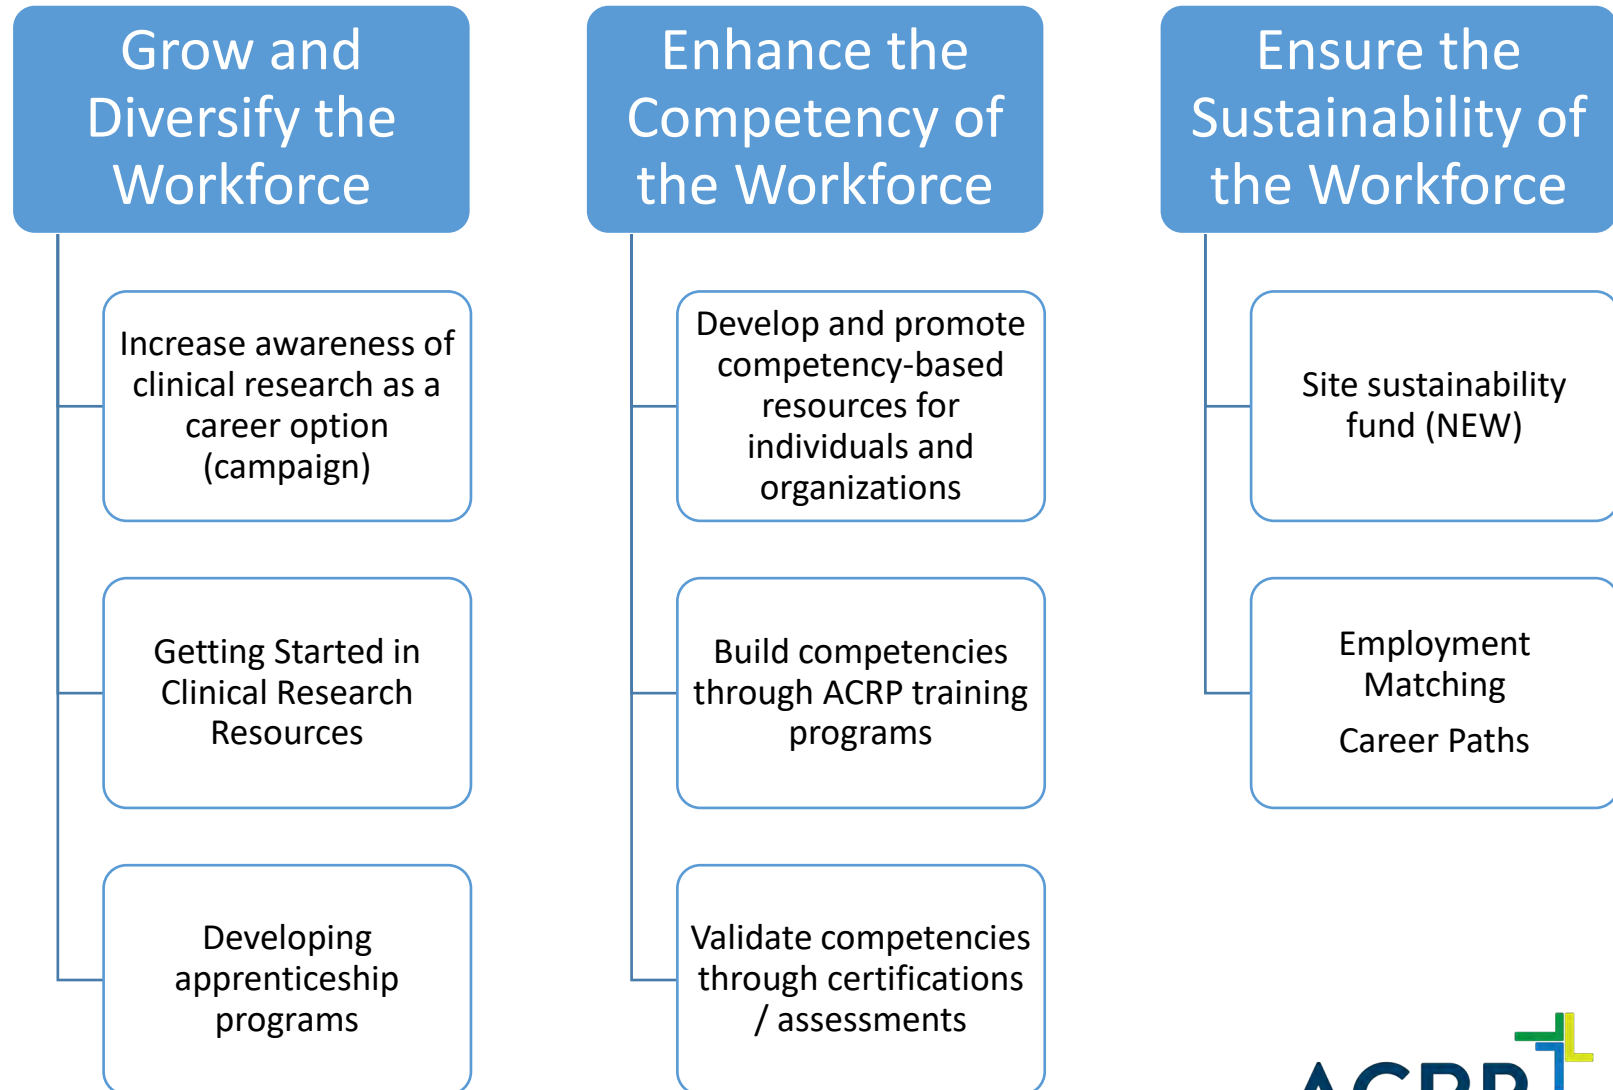 Grow and
Diversify the
Workforce
Increase awareness of
clinical research as a
career option
(campaign)
Getting Started in
Clinical Research
Resources
Developing
apprenticeship
programs
Enhance the
Competency of
the Workforce
Develop and promote
competency-based
resources for
individuals and
organizations
Build competencies
through ACRP training
programs
Validate competencies
through certifications
/ assessments
Ensure the
Sustainability of
the Workforce
Site sustainability
fund (NEW)
Employment
Matching
Career Paths
ACRP